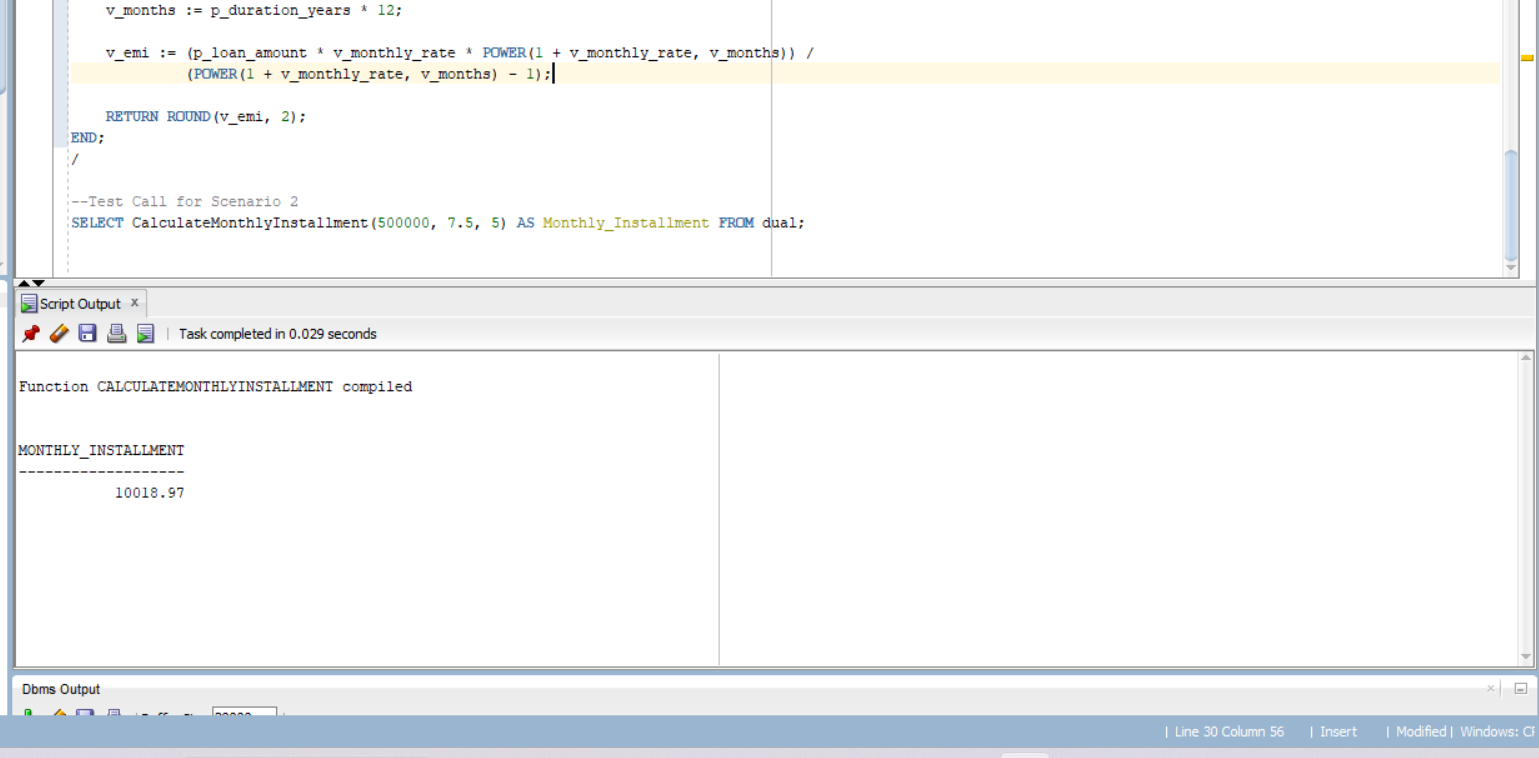 v_months := p_duration_years * 12;
v_emi := (p_loan_amount * v_monthly_rate * POWER(1 + v_monthly_rate, v_months)) /
(POWER(1 + v_monthly_rate, v_months) - 1);
RETURN ROUND(v_emi, 2);
END;
/
--Test Call for Scenario 2
SELECT CalculateMonthlyInstallment(500000, 7.5, 5) AS Monthly_Installment FROM dual;
Script Output x
Task completed in 0.029 seconds
Function CALCULATEMONTHLYINSTALLMENT compiled
MONTHLY_INSTALLMENT
-------------------
10018.97
Dbms Output
| Line 30 Column 56 | Insert | Modified | Windows: